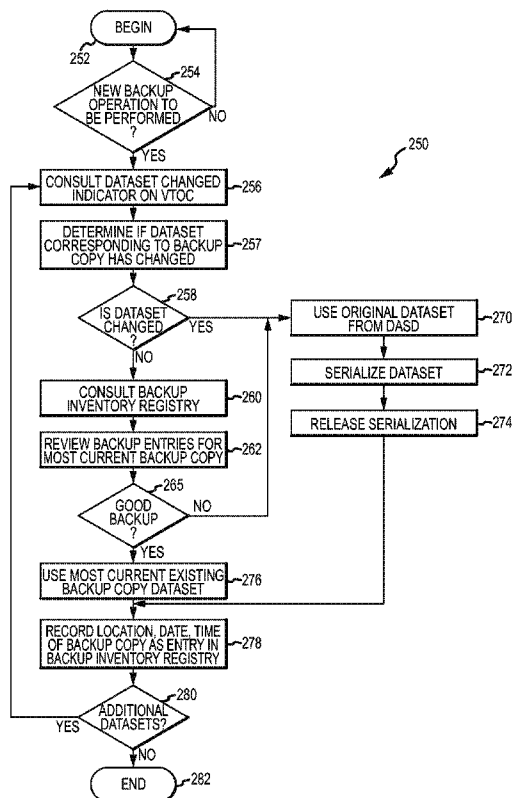 BEGIN
252
254
NEW BACKUP
OPERATION TO
BE PERFORMED
?
NO
YES
250
CONSULT DATASET CHANGED
INDICATOR ON VTOC
256
DETERMINE IF DATASET
CORRESPONDING TO BACKUP
COPY HAS CHANGED
257
258
IS DATASET
CHANGED
?
YES
NO
USE ORIGINAL DATASET
FROM DASD
270
SERIALIZE DATASET
272
RELEASE SERIALIZATION
274
CONSULT BACKUP
INVENTORY REGISTRY
260
REVIEW BACKUP ENTRIES FOR
MOST CURRENT BACKUP COPY
262
265
GOOD
BACKUP
?
NO
YES
USE MOST CURRENT EXISTING
BACKUP COPY DATASET
276
RECORD LOCATION, DATE, TIME
OF BACKUP COPY AS ENTRY IN
BACKUP INVENTORY REGISTRY
278
280
ADDITIONAL
DATASETS?
YES
NO
END
282